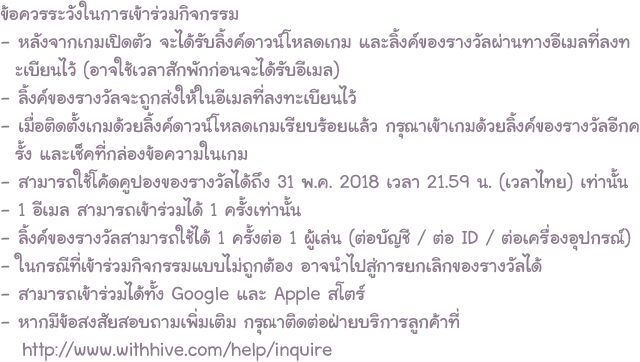 ข้อควรระวังในการเข้าร่วมกิจกรรม
- หลังจากเกมเปิดตัว จะได้รับลิ้งค์ดาวน์โหลดเกม และลิ้งค์ของรางวัลผ่านทางอีเมลที่ลงท
ะเบียนไว้ (อาจใช้เวลาสักพักก่อนจะได้รับอีเมล)
- ลิ้งค์ของรางวัลจะถูกส่งให้ในอีเมลที่ลงทะเบียนไว้
- เมื่อติดตั้งเกมด้วยลิ้งค์ดาวน์โหลดเกมเรียบร้อยแล้ว กรุณาเข้าเกมด้วยลิ้งค์ของรางวัลอีกค
รั้ง และเช็คที่กล่องข้อความในเกม
- สามารถใช้โค้ดคูปองของรางวัลได้ถึง 31 พ.ค. 2018 เวลา 21.59 น. (เวลาไทย) เท่านั้น
- 1 อีเมล สามารถเข้าร่วมได้ 1 ครั้งเท่านั้น
- ลิ้งค์ของรางวัลสามารถใช้ได้ 1 ครั้งต่อ 1 ผู้เล่น (ต่อบัญชี / ต่อ ID / ต่อเครื่องอุปกรณ์)
- ในกรณีที่เข้าร่วมกิจกรรมแบบไม่ถูกต้อง อาจนำไปสู่การยกเลิกของรางวัลได้
- สามารถเข้าร่วมได้ทั้ง Google และ Apple สโตร์
- หากมีข้อสงสัยสอบถามเพิ่มเติม กรุณาติดต่อฝ่ายบริการลูกค้าที่
http://www.withhive.com/help/inquire